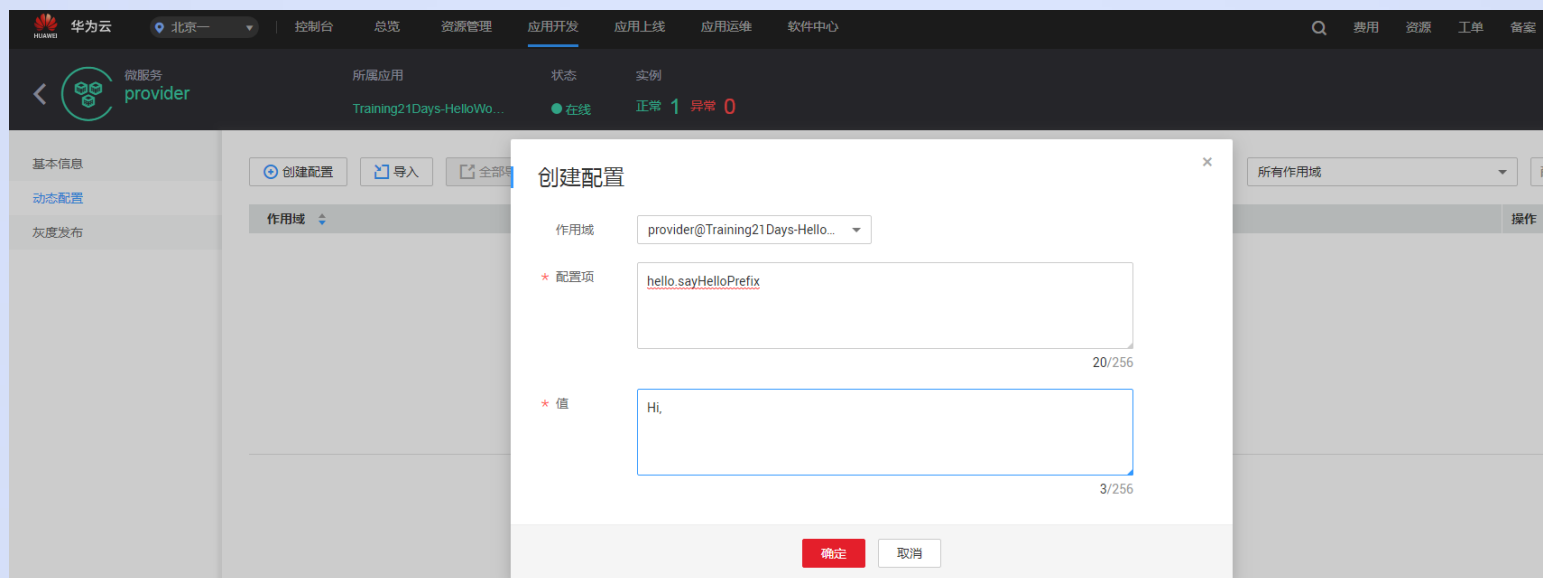 HUAWEI 华为云 北京一 控制台 总览 资源管理 应用开发 应用上线 应用运维 软件中心 费用 资源 工单 备案
微服务 所属应用 状态 实例
provider
Training21Days-HelloWo... 在线 正常 1 异常 0
基本信息
动态配置
灰度发布
创建配置 导入 全部 所有作用域
作用域 操作
创建配置 ×
作用域 provider@Training21Days-Hello...
* 配置项 hello.sayHelloPrefix
20/256
* 值 Hi,
3/256
确定 取消